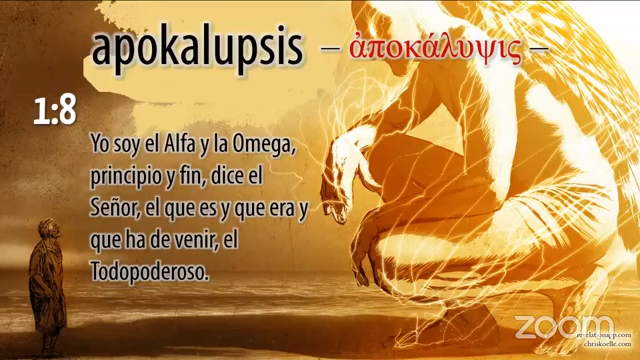 apokalupsis – ἀποκάλυψις –
1:8
Yo soy el Alfa y la Omega,
principio y fin, dice el
Señor, el que es y que era y
que ha de venir, el
Todopoderoso.
zoom
chriskoelle.com